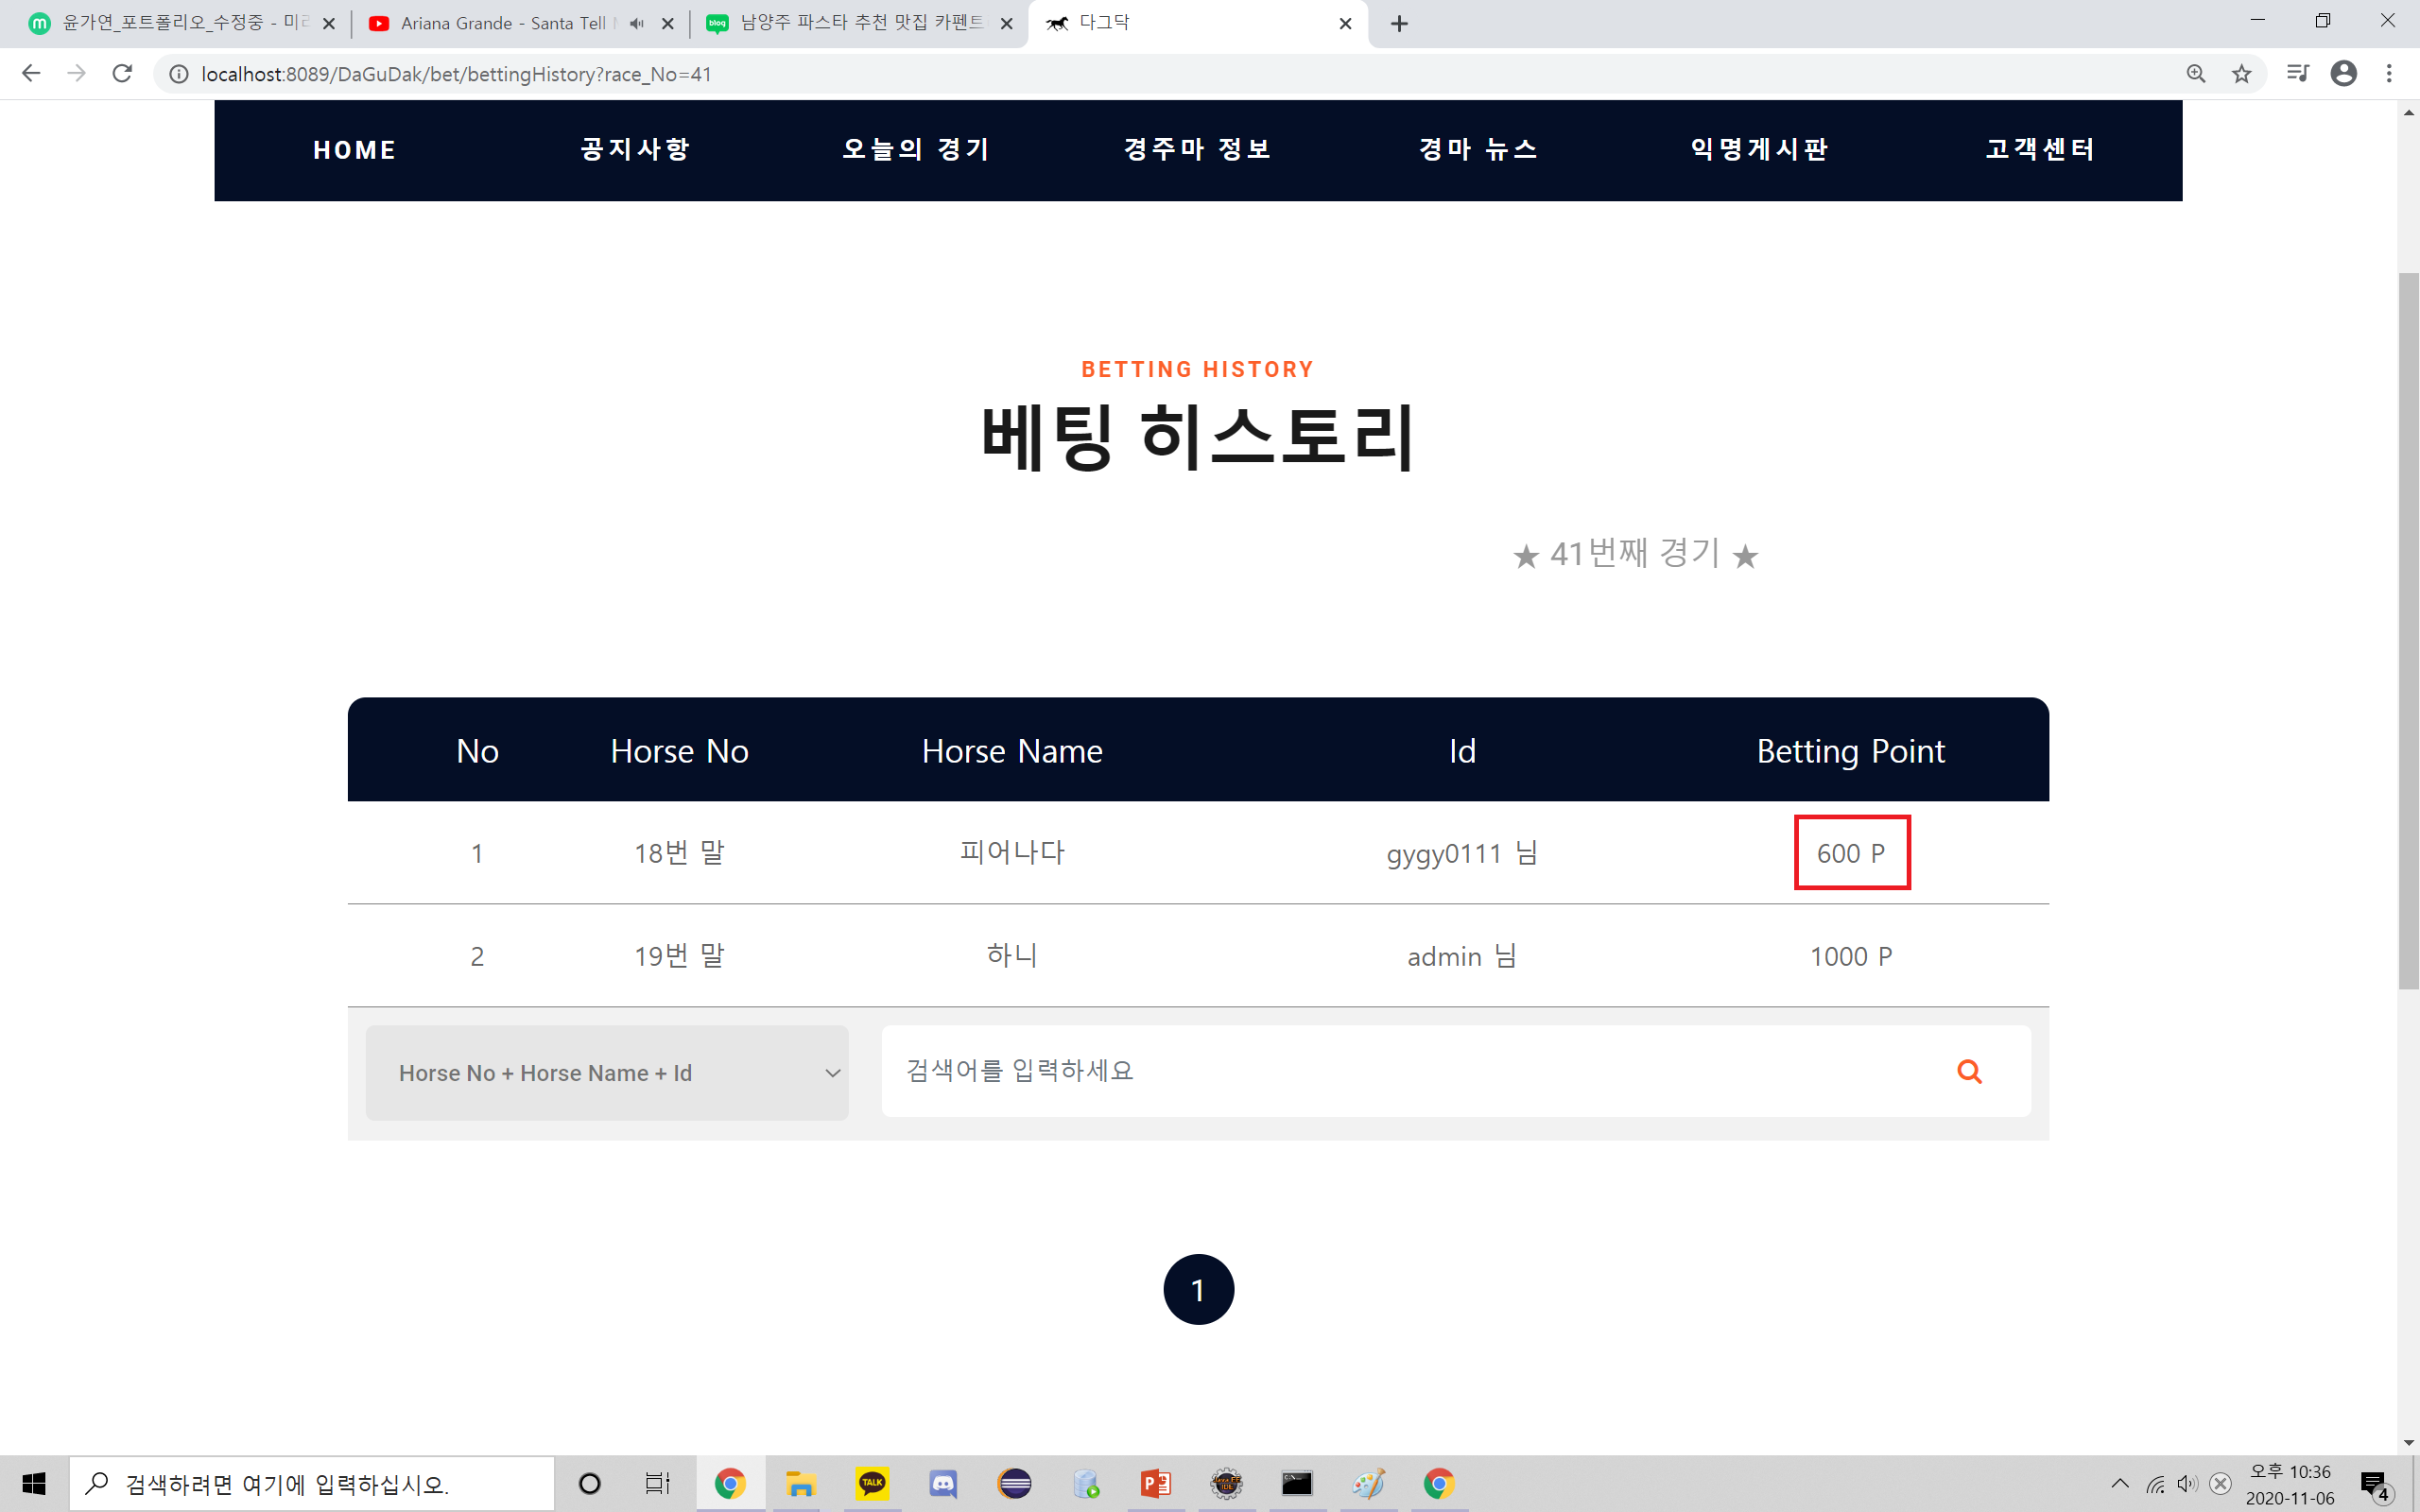 윤가연_포트폴리오_수정중 - 미리
Ariana Grande - Santa Tell
남양주 파스타 추천 맛집 카펜트
다그닥
localhost:8089/DaGuDak/bet/bettingHistory?race_No=41
HOME 공지사항 오늘의 경기 경주마 정보 경마 뉴스 익명게시판 고객센터
BETTING HISTORY
베팅 히스토리
★ 41번째 경기 ★
No Horse No Horse Name Id Betting Point
1 18번 말 피어나다 gygy0111 님 600 P
2 19번 말 하니 admin 님 1000 P
Horse No + Horse Name + Id 검색어를 입력하세요
1
검색하려면 여기에 입력하십시오.
TALK
오후 10:36
2020-11-06
4